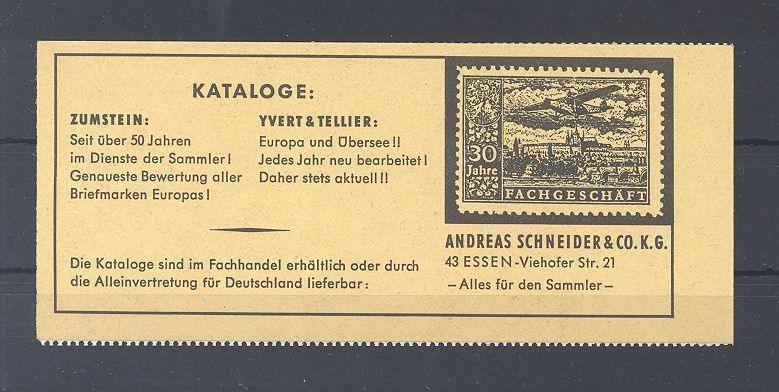 KATALOGE:
ZUMSTEIN:
Seit über 50 Jahren
im Dienste der Sammler!
Genaueste Bewertung aller
Briefmarken Europas!
YVERT & TELLIER:
Europa und Übersee!!
Jedes Jahr neu bearbeitet!
Daher stets aktuell!!
Die Kataloge sind im Fachhandel erhältlich oder durch
die Alleinvertretung für Deutschland lieferbar:
30
Jahre
FACHGESCHÄFT
ANDREAS SCHNEIDER & CO. K.G.
43 ESSEN - Viehofer Str. 21
— Alles für den Sammler —